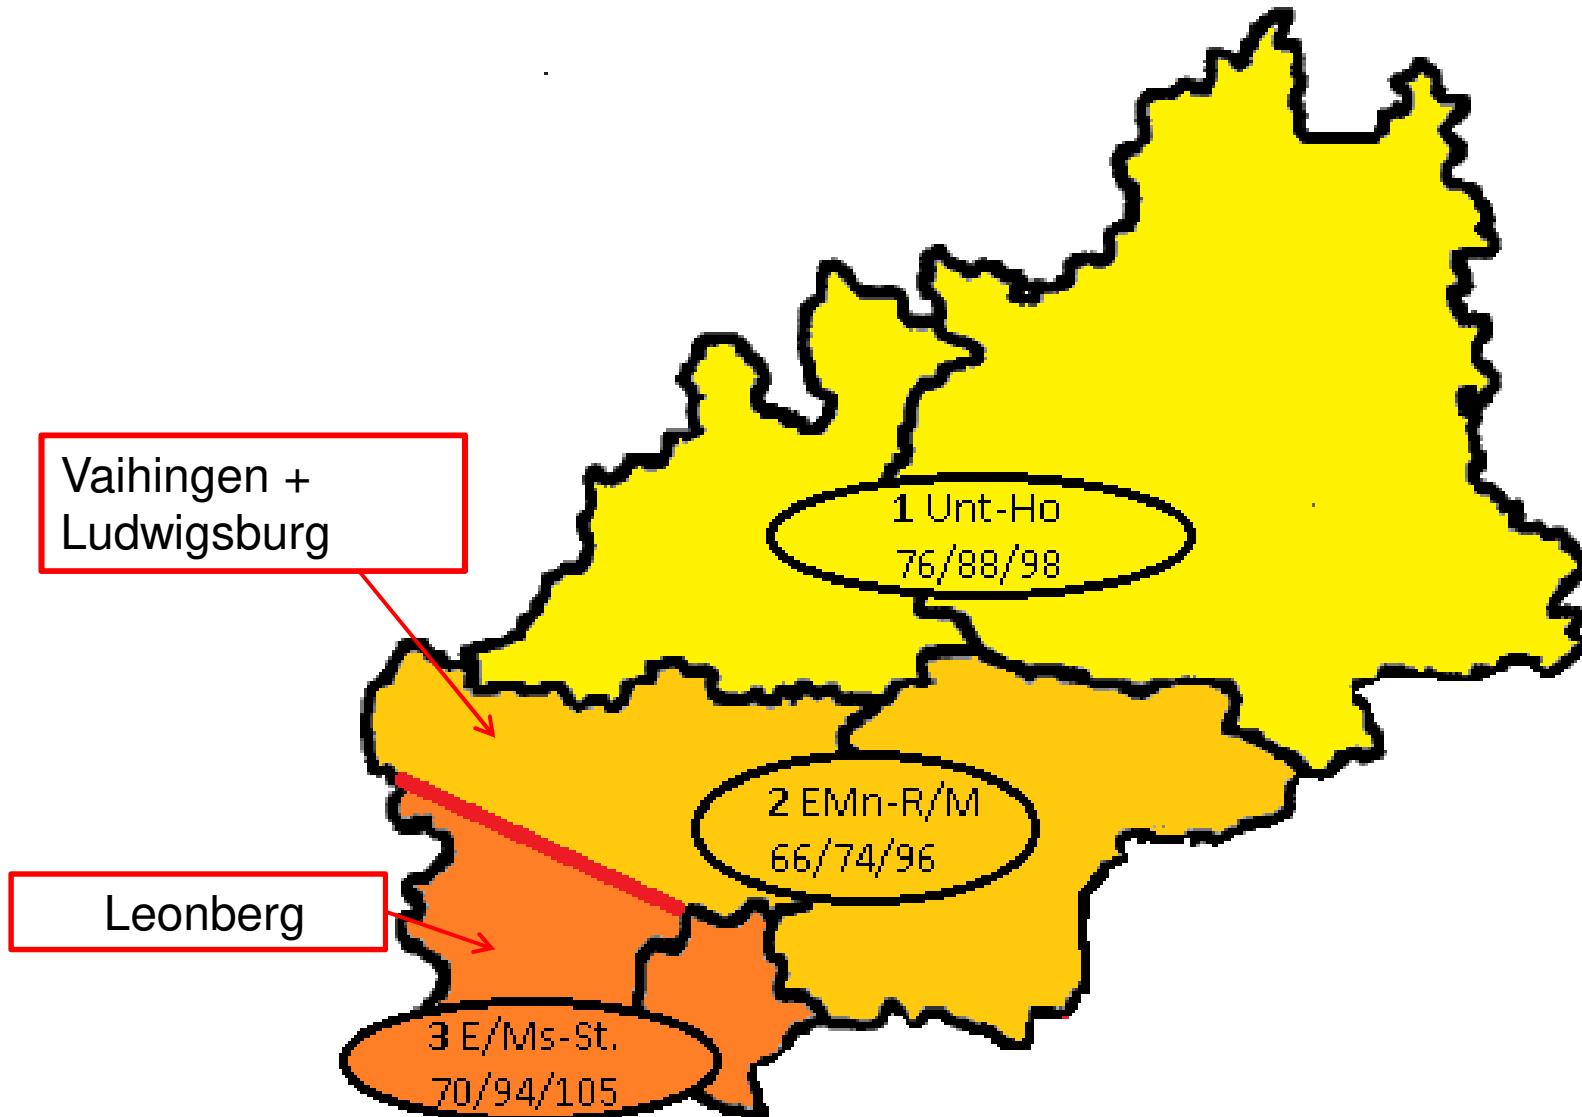 Vaihingen +
Ludwigsburg
1 Unt-Ho
76/88/98
2 EMn-R/M
66/74/96
Leonberg
3 E/Ms-St.
70/94/105